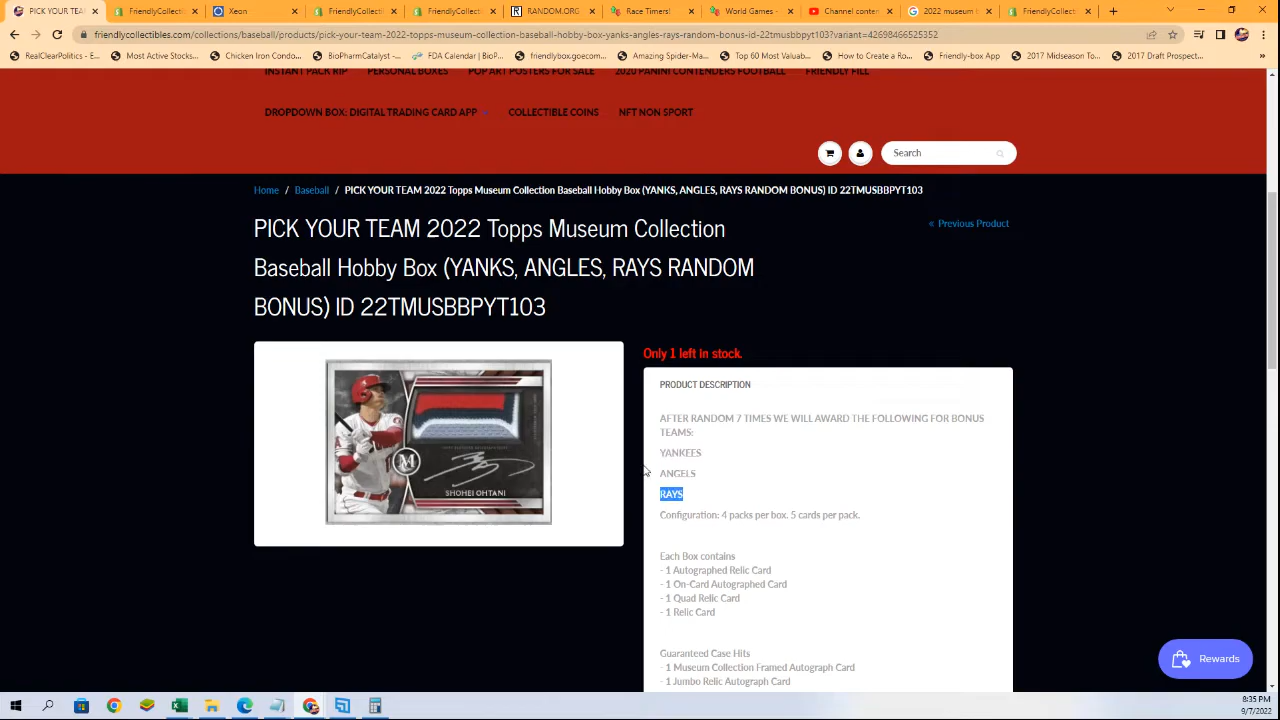 PICK YOUR TEAM 2
FriendlyCollectib
Xeon
FriendlyCollectib
FriendlyCollectib
RANDOM.ORG
Race Timers!
World Games -
Channel conten
2022 museum t
FriendlyCollect
friendlycollectibles.com/collections/baseball/products/pick-your-team-2022-topps-museum-collection-baseball-hobby-box-yanks-angles-rays-random-bonus-id-22tmusbbpyt103?variant=42698466525352
RealClearPolitics - E...
Most Active Stocks...
Chicken Iron Condo...
BioPharmCatalyst -...
FDA Calendar | BioP...
friendlybox.goecom...
Amazing Spider-Ma...
Top 60 Most Valuab...
How to Create a Ro...
Friendly-box App
2017 Midseason To...
2017 Draft Prospect...
»
INSTANT PACK RIP
PERSONAL BOXES
POP ART POSTERS FOR SALE
2020 PANINI CONTENDERS FOOTBALL
FRIENDLY FILL
DROPDOWN BOX: DIGITAL TRADING CARD APP
COLLECTIBLE COINS
NFT NON SPORT
Search
Home / Baseball / PICK YOUR TEAM 2022 Topps Museum Collection Baseball Hobby Box (YANKS, ANGLES, RAYS RANDOM BONUS) ID 22TMUSBBPYT103
« Previous Product
PICK YOUR TEAM 2022 Topps Museum Collection
Baseball Hobby Box (YANKS, ANGLES, RAYS RANDOM
BONUS) ID 22TMUSBBPYT103
M
SHOHEI OHTANI
Only 1 left in stock.
PRODUCT DESCRIPTION
AFTER RANDOM 7 TIMES WE WILL AWARD THE FOLLOWING FOR BONUS
TEAMS:
YANKEES
ANGELS
RAYS
Configuration: 4 packs per box. 5 cards per pack.
Each Box contains
- 1 Autographed Relic Card
- 1 On-Card Autographed Card
- 1 Quad Relic Card
- 1 Relic Card
Guaranteed Case Hits
- 1 Museum Collection Framed Autograph Card
- 1 Jumbo Relic Autograph Card
Rewards
8:35 PM
9/7/2022